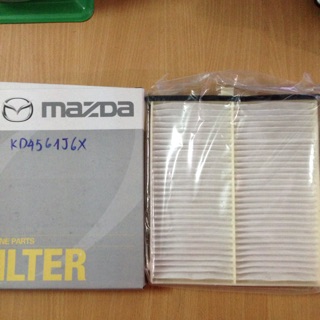 mazda
KD4561J6X
INE PARTS
ILTER